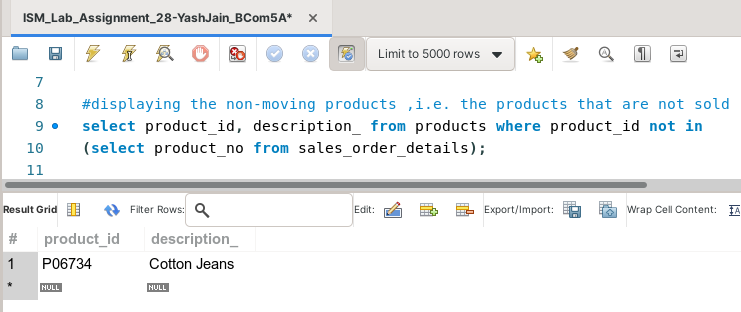 ISM_Lab_Assignment_28-YashJain_BCom5A*
Limit to 5000 rows
7
8 #displaying the non-moving products ,i.e. the products that are not sold
9 select product_id, description_ from products where product_id not in
10 (select product_no from sales_order_details);
11
Result Grid Filter Rows: Edit: Export/Import: Wrap Cell Content:
# product_id description_
1 P06734 Cotton Jeans
* NULL NULL